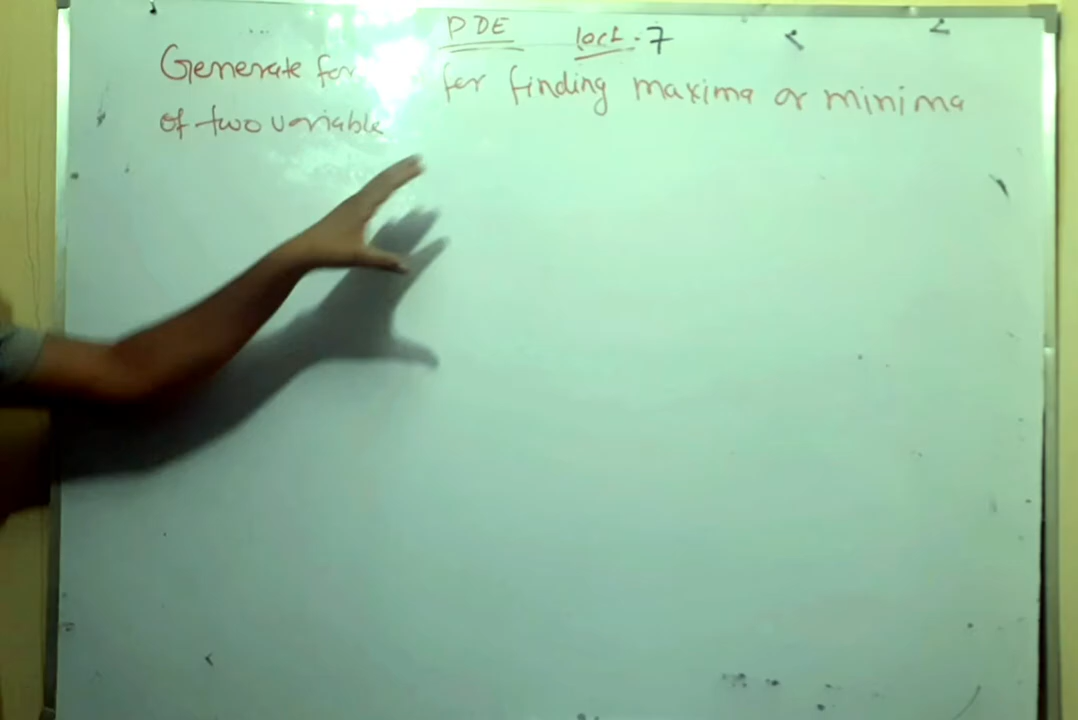 PDE lect. 7
Generate for for finding maxima or minima
of two variable